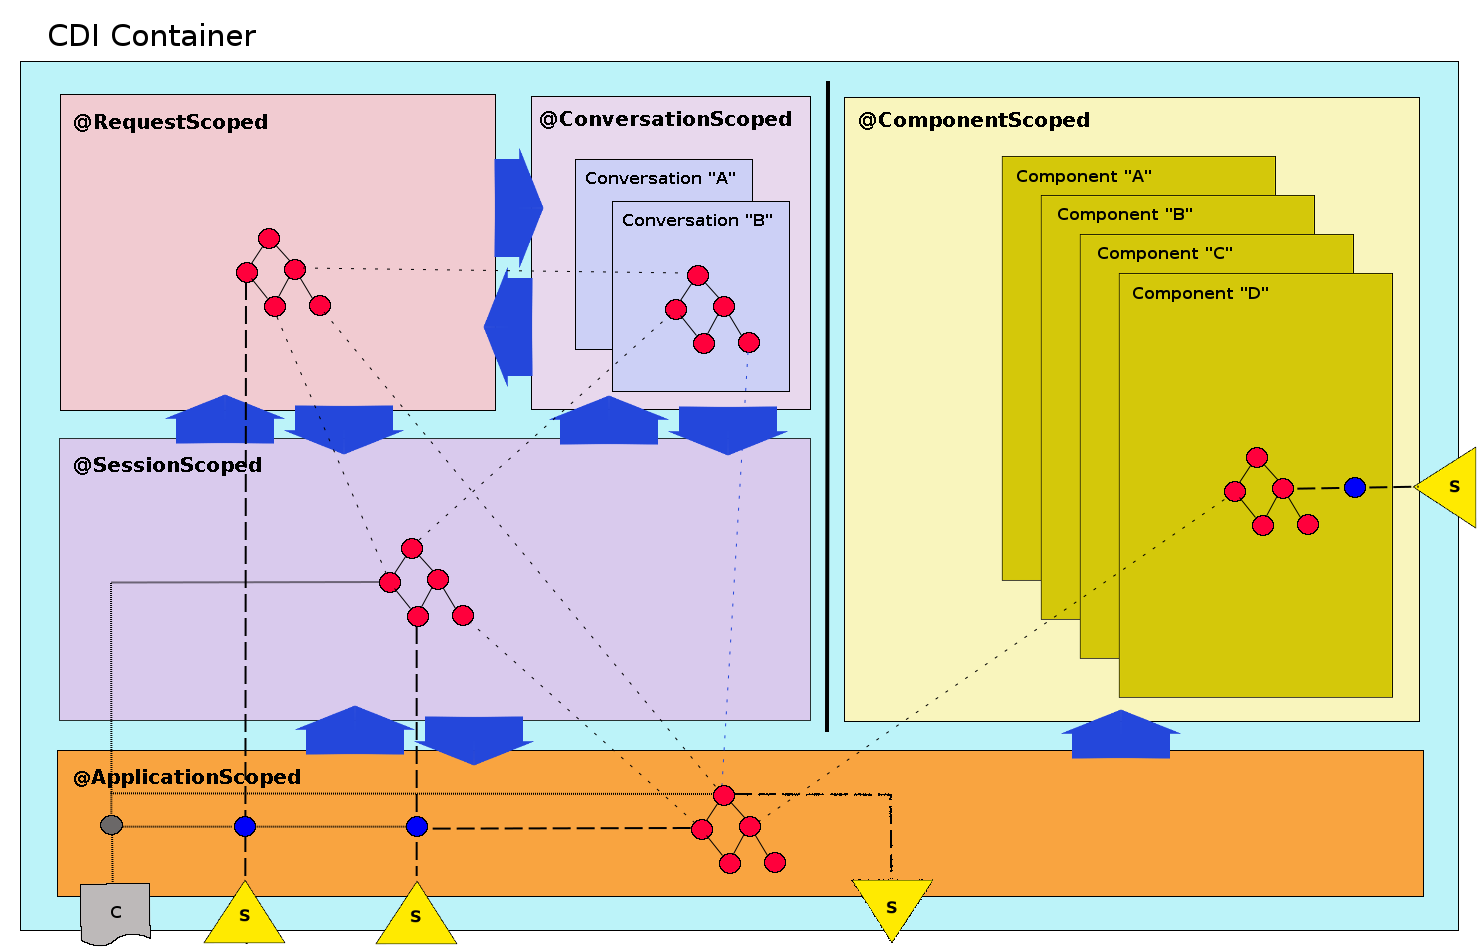 CDI Container
@RequestScoped
@ConversationScoped
Conversation "A"
Conversation "B"
@ComponentScoped
Component "A"
Component "B"
Component "C"
Component "D"
@SessionScoped
S
@ApplicationScoped
C
S
S
S